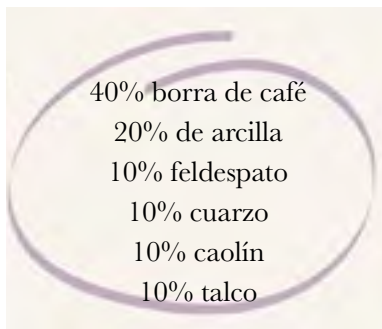 40% borra de café
20% de arcilla
10% feldespato
10% cuarzo
10% caolín
10% talco